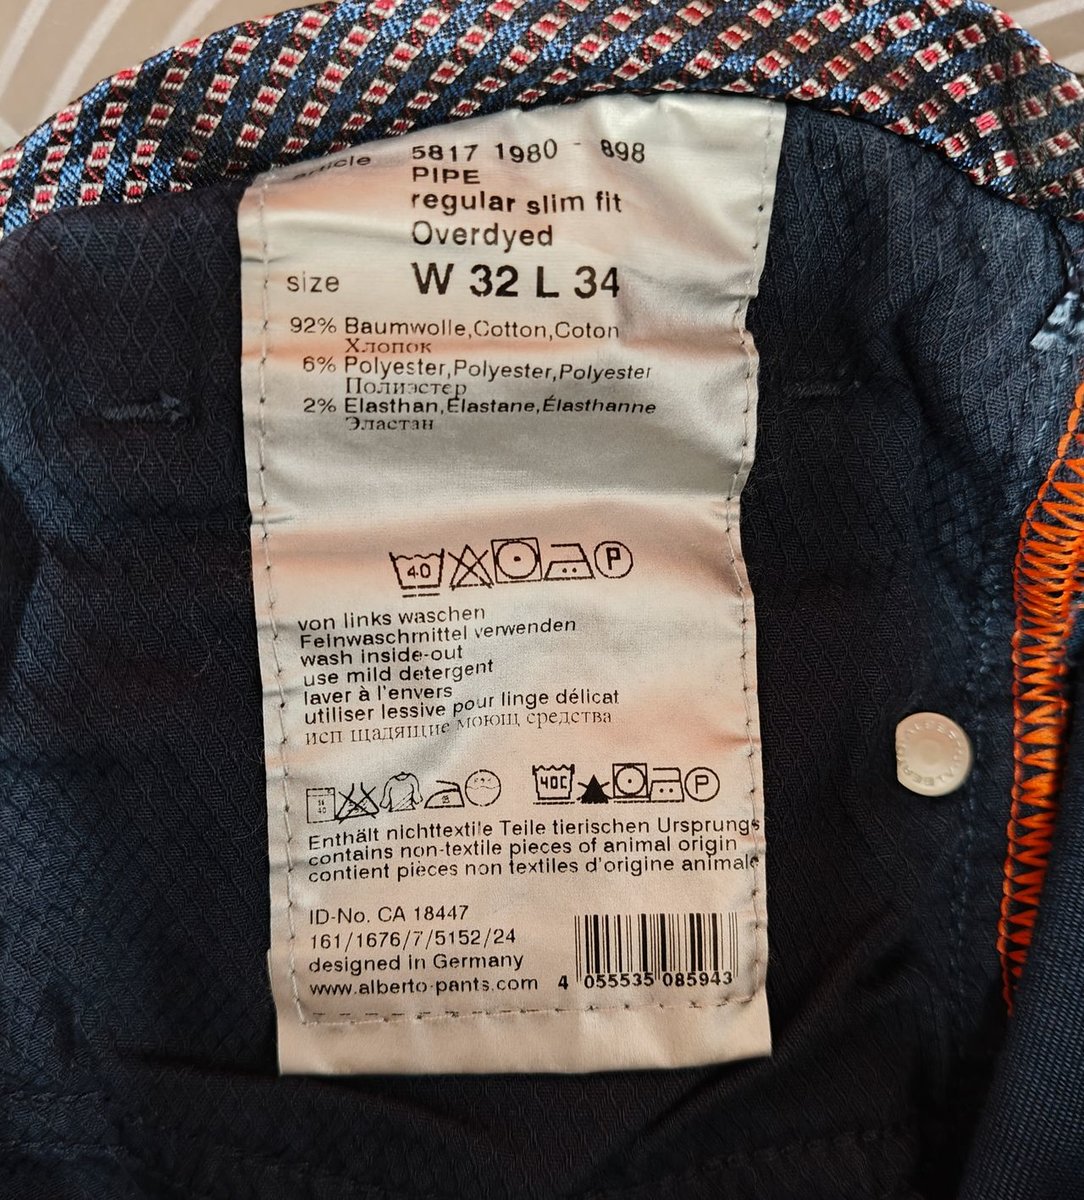 article 5817 1980 - 898
PIPE
regular slim fit
Overdyed
size W 32 L 34
92% Baumwolle,Cotton,Coton
Хлопок
6% Polyester,Polyester,Polyester
Полиэстер
2% Elasthan,Elastane,Élasthanne
Эластан
40 P
von links waschen
Feinwaschmittel verwenden
wash inside-out
use mild detergent
laver à l'envers
utiliser lessive pour linge délicat
исп щадящие моющ средства
40C P
Enthält nichttextile Teile tierischen Ursprungs
contains non-textile pieces of animal origin
contient pièces non textiles d'origine animale
ID-No. CA 18447
161/1676/7/5152/24
designed in Germany
www.alberto-pants.com
4 055535 085943